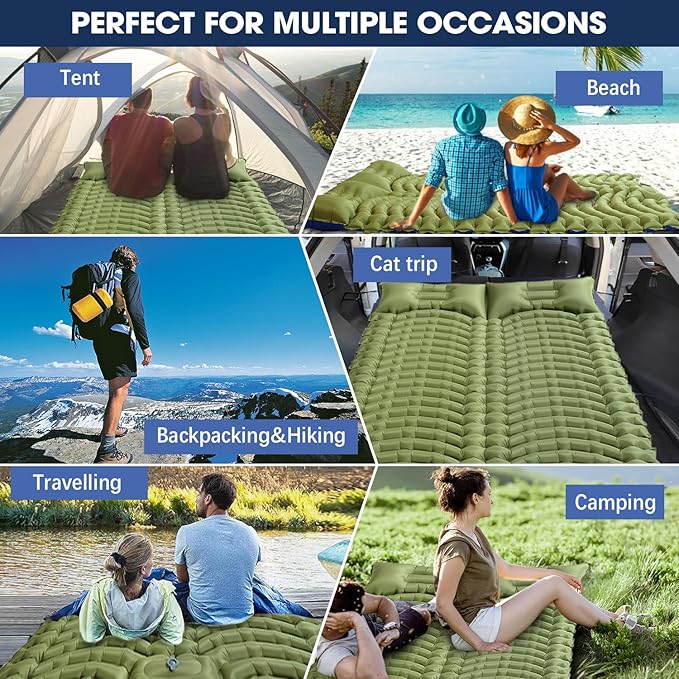 PERFECT FOR MULTIPLE OCCASIONS
Tent
Beach
Cat trip
Backpacking&Hiking
Travelling
Camping